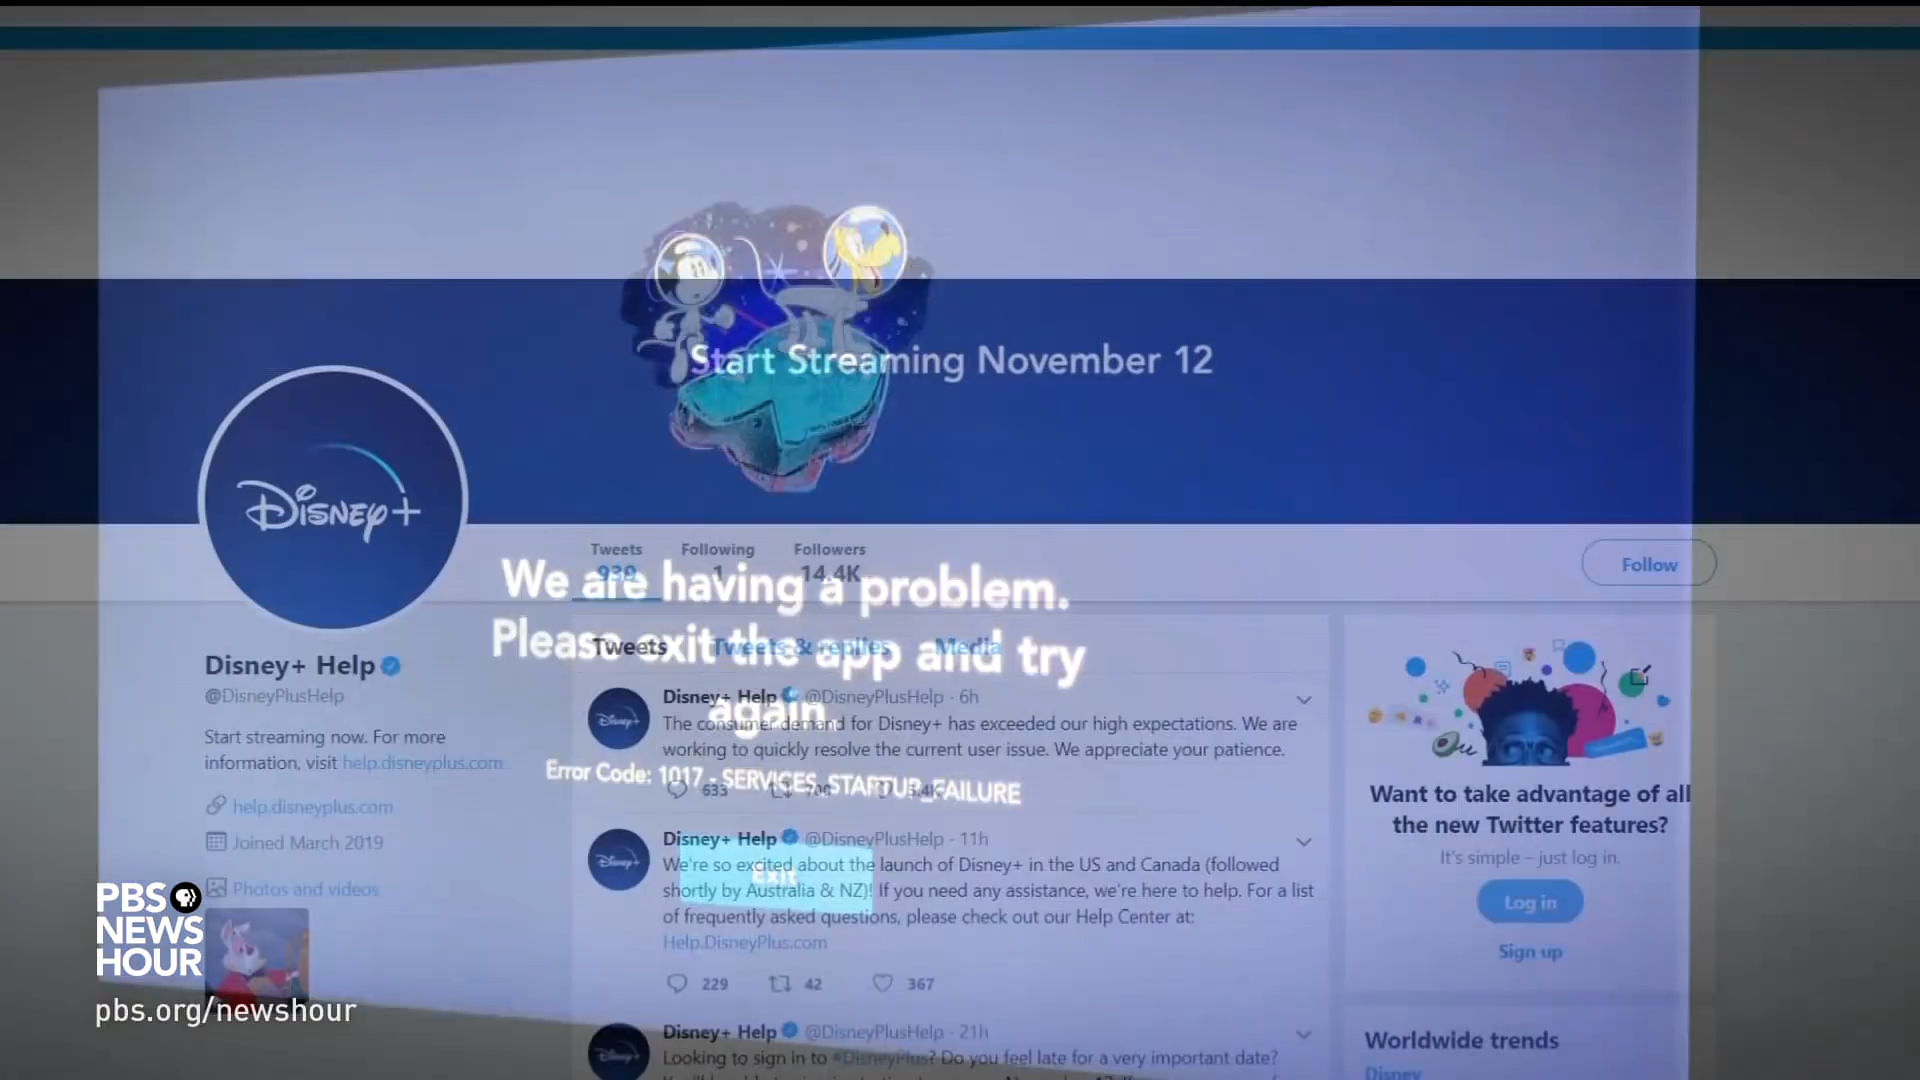 Start Streaming November 12
Disney+
Tweets Following Followers
939 1 14.4K
Follow
We are having a problem.
Please exit the app and try
again.
Error Code: 1017 - SERVICES_STARTUP_FAILURE
Exit
Disney+ Help
@DisneyPlusHelp
Start streaming now. For more
information, visit help.disneyplus.com
help.disneyplus.com
Joined March 2019
Photos and videos
Tweets Tweets & replies Media
Disney+ Help @DisneyPlusHelp · 6h
The consumer demand for Disney+ has exceeded our high expectations. We are
working to quickly resolve the current user issue. We appreciate your patience.
633
Disney+ Help @DisneyPlusHelp · 11h
We're so excited about the launch of Disney+ in the US and Canada (followed
shortly by Australia & NZ)! If you need any assistance, we're here to help. For a list
of frequently asked questions, please check out our Help Center at:
Help.DisneyPlus.com
229 42 367
Disney+ Help @DisneyPlusHelp · 21h
Looking to sign in to #DisneyPlus? Do you feel late for a very important date?
Want to take advantage of all
the new Twitter features?
It's simple – just log in.
Log in
Sign up
Worldwide trends
Disney
PBS
NEWS
HOUR
pbs.org/newshour